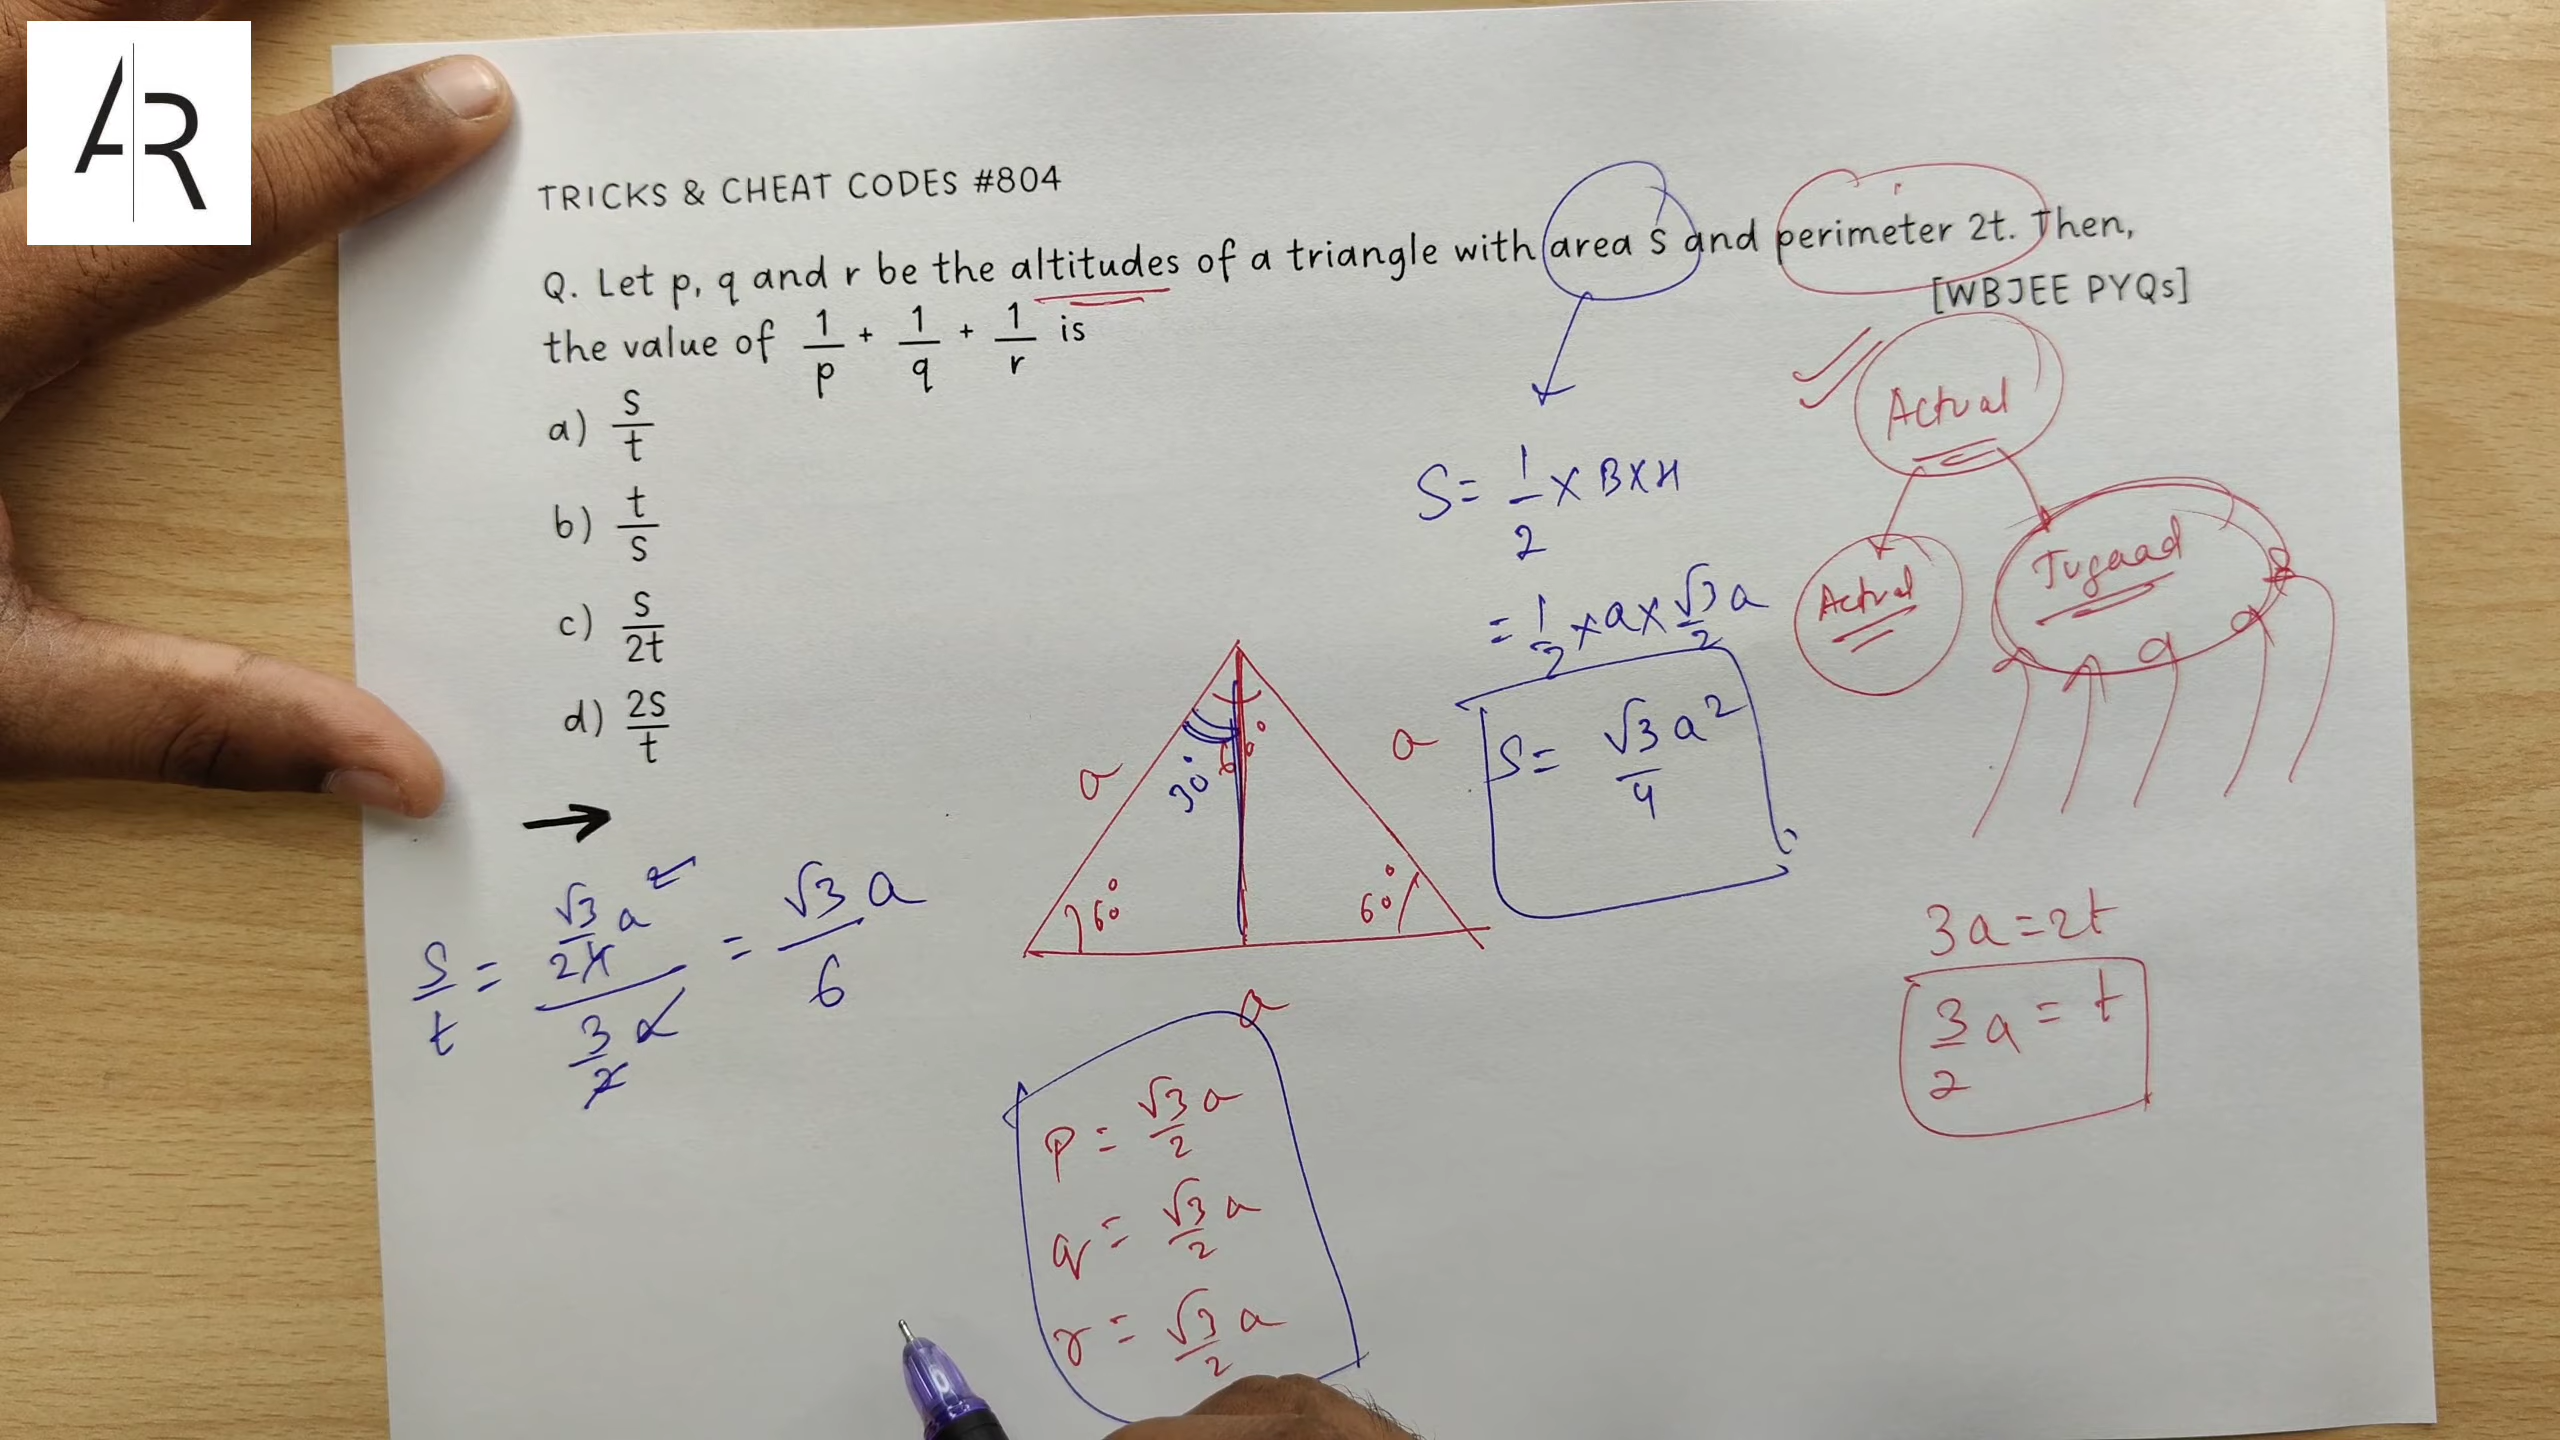 AR
TRICKS & CHEAT CODES #804
Q. Let p, q and r be the altitudes of a triangle with area s and perimeter 2t. Then,
[WBJEE PYQs]
the value of 1/p + 1/q + 1/r is
a) s/t
b) t/s
c) s/2t
d) 2s/t
→
S = 1/2 × B × H
= 1/2 × a × √3/2 a
S = √3/4 a²
Actual
Actual
Jugaad
a
a
30°
60°
60°
60°
a
S/t = (√3/4 a²)/(3/2 a) = √3 a/6
2
3a = 2t
3/2 a = t
p = √3/2 a
q = √3/2 a
r = √3/2 a